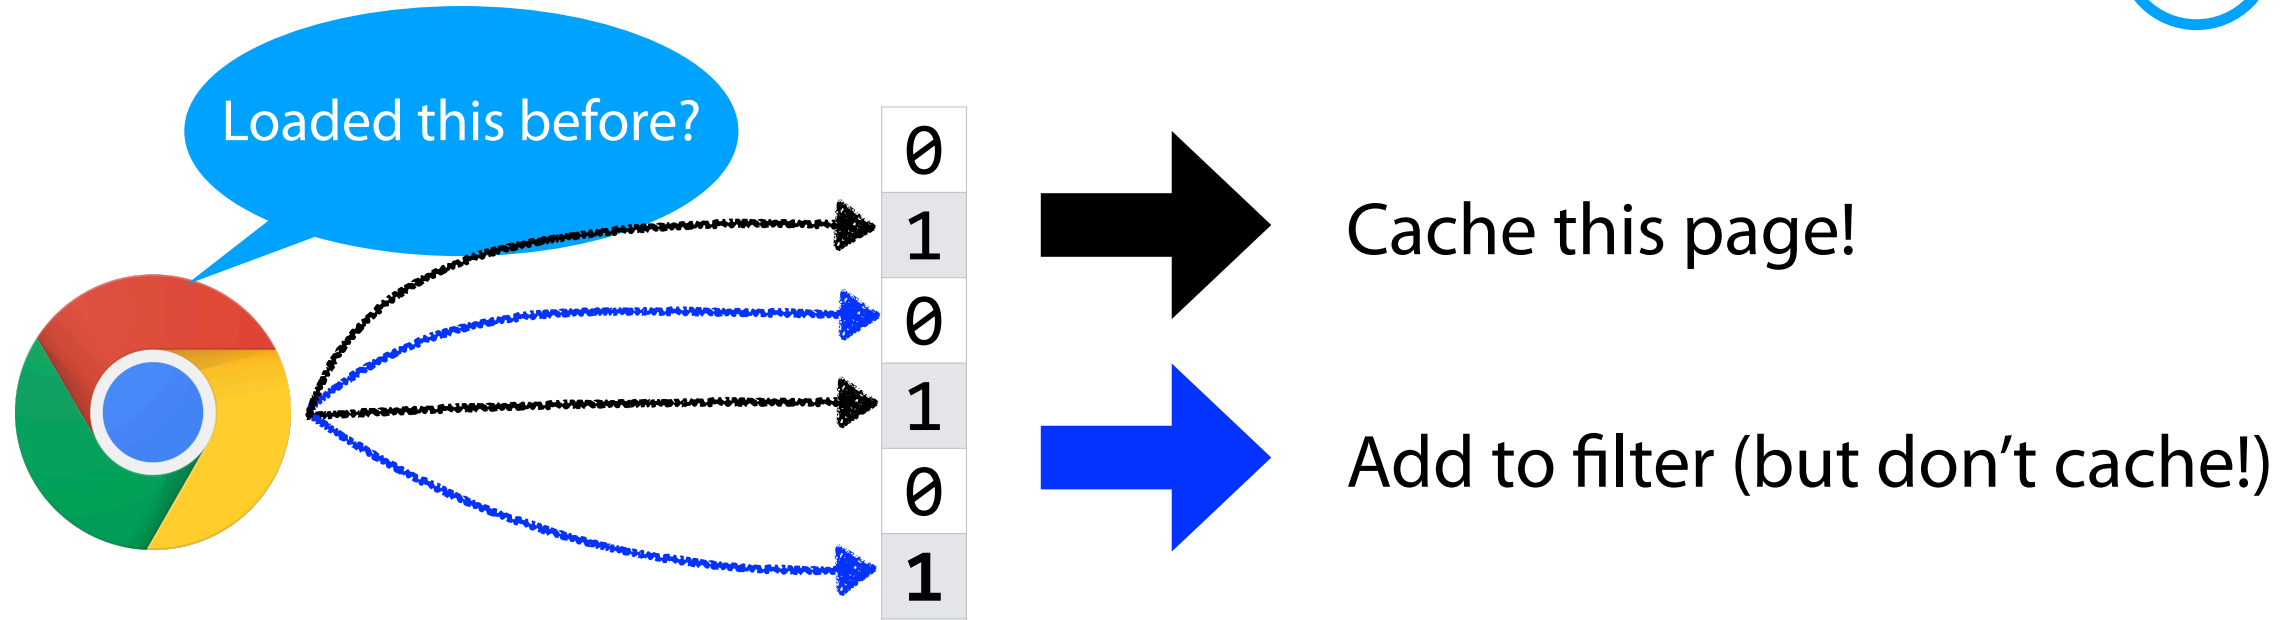 Loaded this before?
0
1
0
1
0
1
Cache this page!
Add to filter (but don’t cache!)